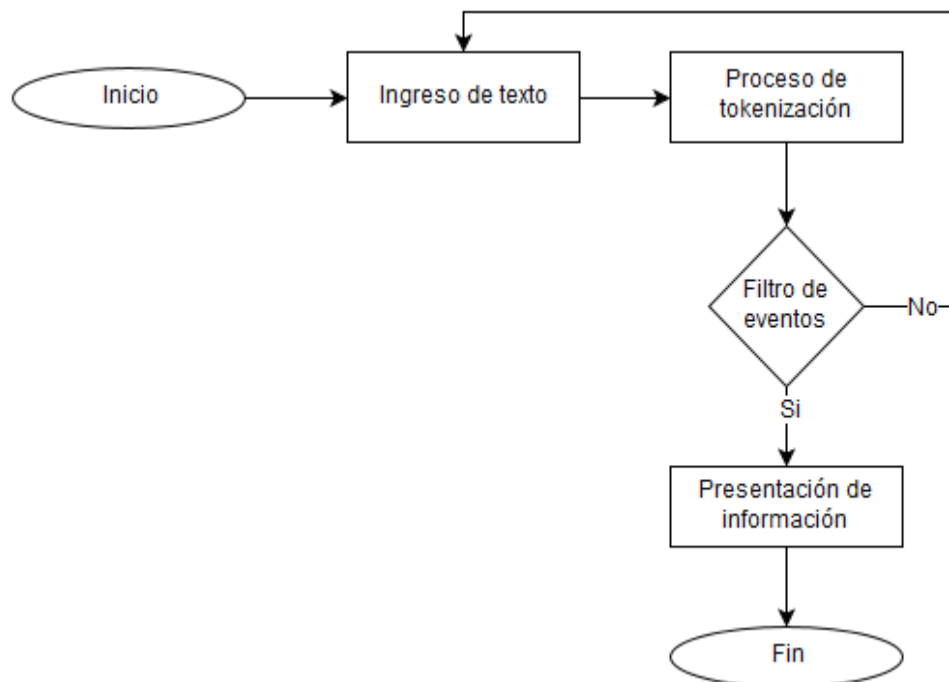 Inicio
Ingreso de texto
Proceso de
tokenización
Filtro de
eventos
No
Si
Presentación de
información
Fin